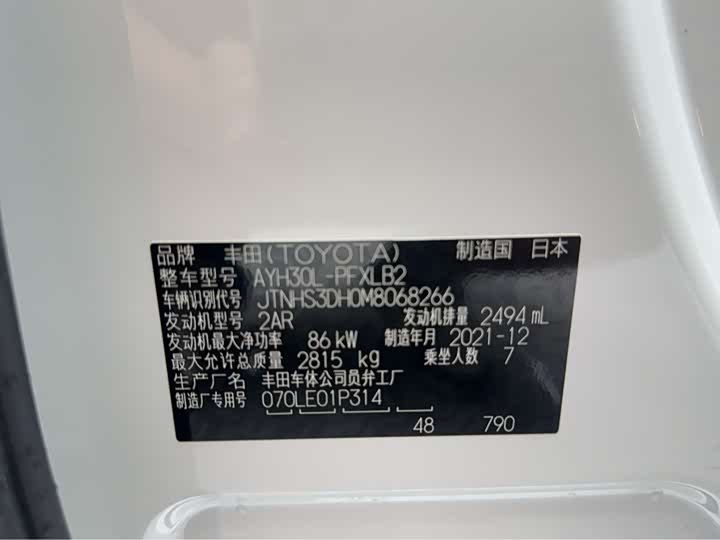 品牌 丰田(TOYOTA) 制造国 日本
整车型号 AYH30L-PFXLB2
车辆识别代号 JTNHS3DH0M8068266
发动机型号 2AR 发动机排量 2494 mL
发动机最大净功率 86 kW 制造年月 2021-12
最大允许总质量 2815 kg 乘坐人数 7
生产厂名 丰田车体公司员弁工厂
制造厂专用号 070LE01P314
48 790